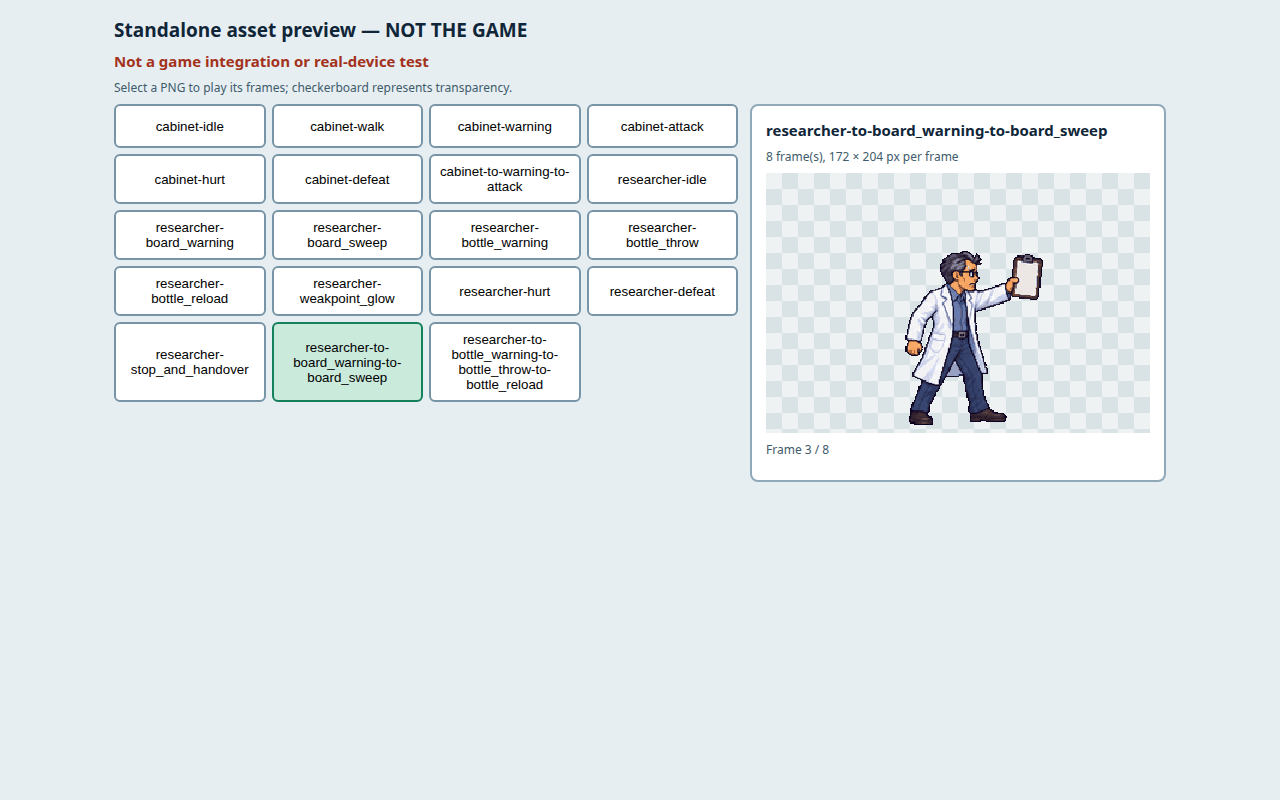 Standalone asset preview — NOT THE GAME
Not a game integration or real-device test
Select a PNG to play its frames; checkerboard represents transparency.
cabinet-idle
cabinet-walk
cabinet-warning
cabinet-attack
cabinet-hurt
cabinet-defeat
cabinet-to-warning-to-
attack
researcher-idle
researcher-
board_warning
researcher-
board_sweep
researcher-
bottle_warning
researcher-
bottle_throw
researcher-
bottle_reload
researcher-
weakpoint_glow
researcher-hurt
researcher-defeat
researcher-
stop_and_handover
researcher-to-
board_warning-to-
board_sweep
researcher-to-
bottle_warning-to-
bottle_throw-to-
bottle_reload
researcher-to-board_warning-to-board_sweep
8 frame(s), 172 × 204 px per frame
Frame 3 / 8